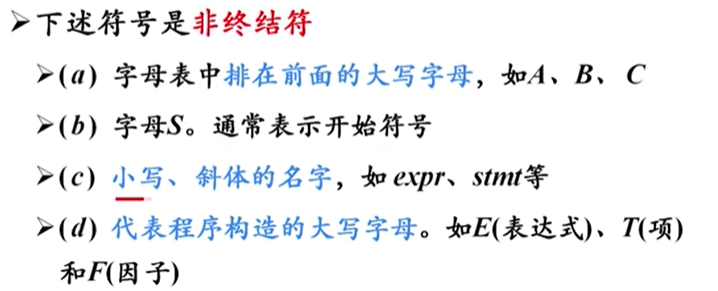 ➢下述符号是非终结符
➢(a) 字母表中排在前面的大写字母，如A、B、C
➢(b) 字母S。通常表示开始符号
➢(c) 小写、斜体的名字，如 expr、stmt等
➢(d) 代表程序构造的大写字母。如E(表达式)、T(项)
和F(因子)